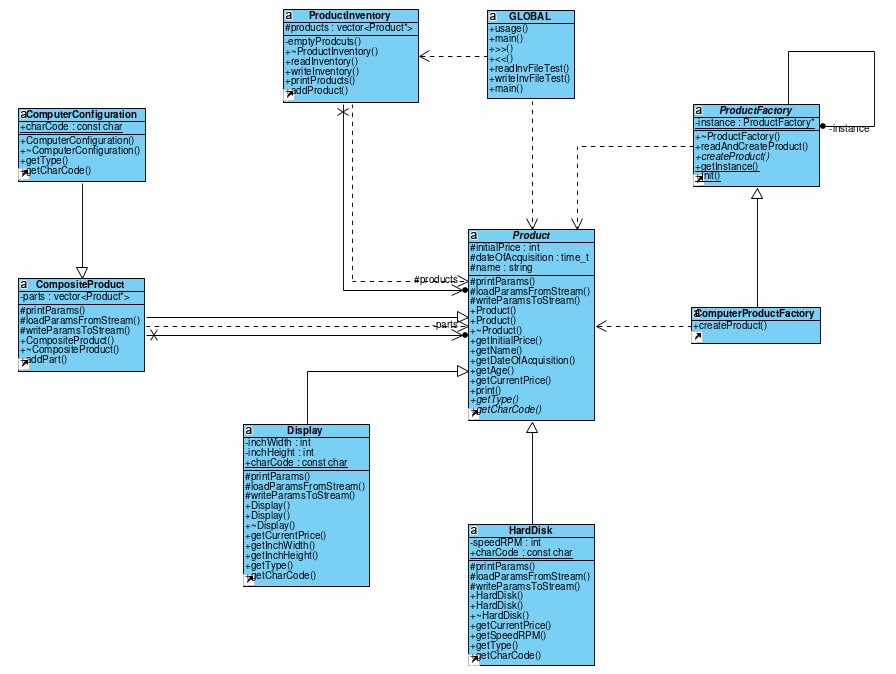 ProductInventory
#products : vector<Product*>
-emptyProdcuts()
+~ProductInventory()
+readInventory()
+writeInventory()
+printProducts()
+addProduct()
GLOBAL
+usage()
+main()
+>>()
+<<()
+readInvFileTest()
+writeInvFileTest()
+main()
ComputerConfiguration
+charCode : const char
+ComputerConfiguration()
+~ComputerConfiguration()
+getType()
+getCharCode()
ProductFactory
-instance : ProductFactory*
+~ProductFactory()
+readAndCreateProduct()
+createProduct()
+getInstance()
+init()
-instance
Product
#initialPrice : int
#dateOfAcquisition : time_t
#name : string
#printParams()
#loadParamsFromStream()
#writeParamsToStream()
+Product()
+Product()
+~Product()
+getInitialPrice()
+getName()
+getDateOfAcquisition()
+getAge()
+getCurrentPrice()
+print()
+getType()
+getCharCode()
#products
CompositeProduct
-parts : vector<Product*>
#printParams()
#loadParamsFromStream()
#writeParamsToStream()
+CompositeProduct()
+~CompositeProduct()
+addPart()
-parts
ComputerProductFactory
+createProduct()
Display
-inchWidth : int
-inchHeight : int
+charCode : const char
#printParams()
#loadParamsFromStream()
#writeParamsToStream()
+Display()
+Display()
+~Display()
+getCurrentPrice()
+getInchWidth()
+getInchHeight()
+getType()
+getCharCode()
HardDisk
-speedRPM : int
+charCode : const char
#printParams()
#loadParamsFromStream()
#writeParamsToStream()
+HardDisk()
+HardDisk()
+~HardDisk()
+getCurrentPrice()
+getSpeedRPM()
+getType()
+getCharCode()